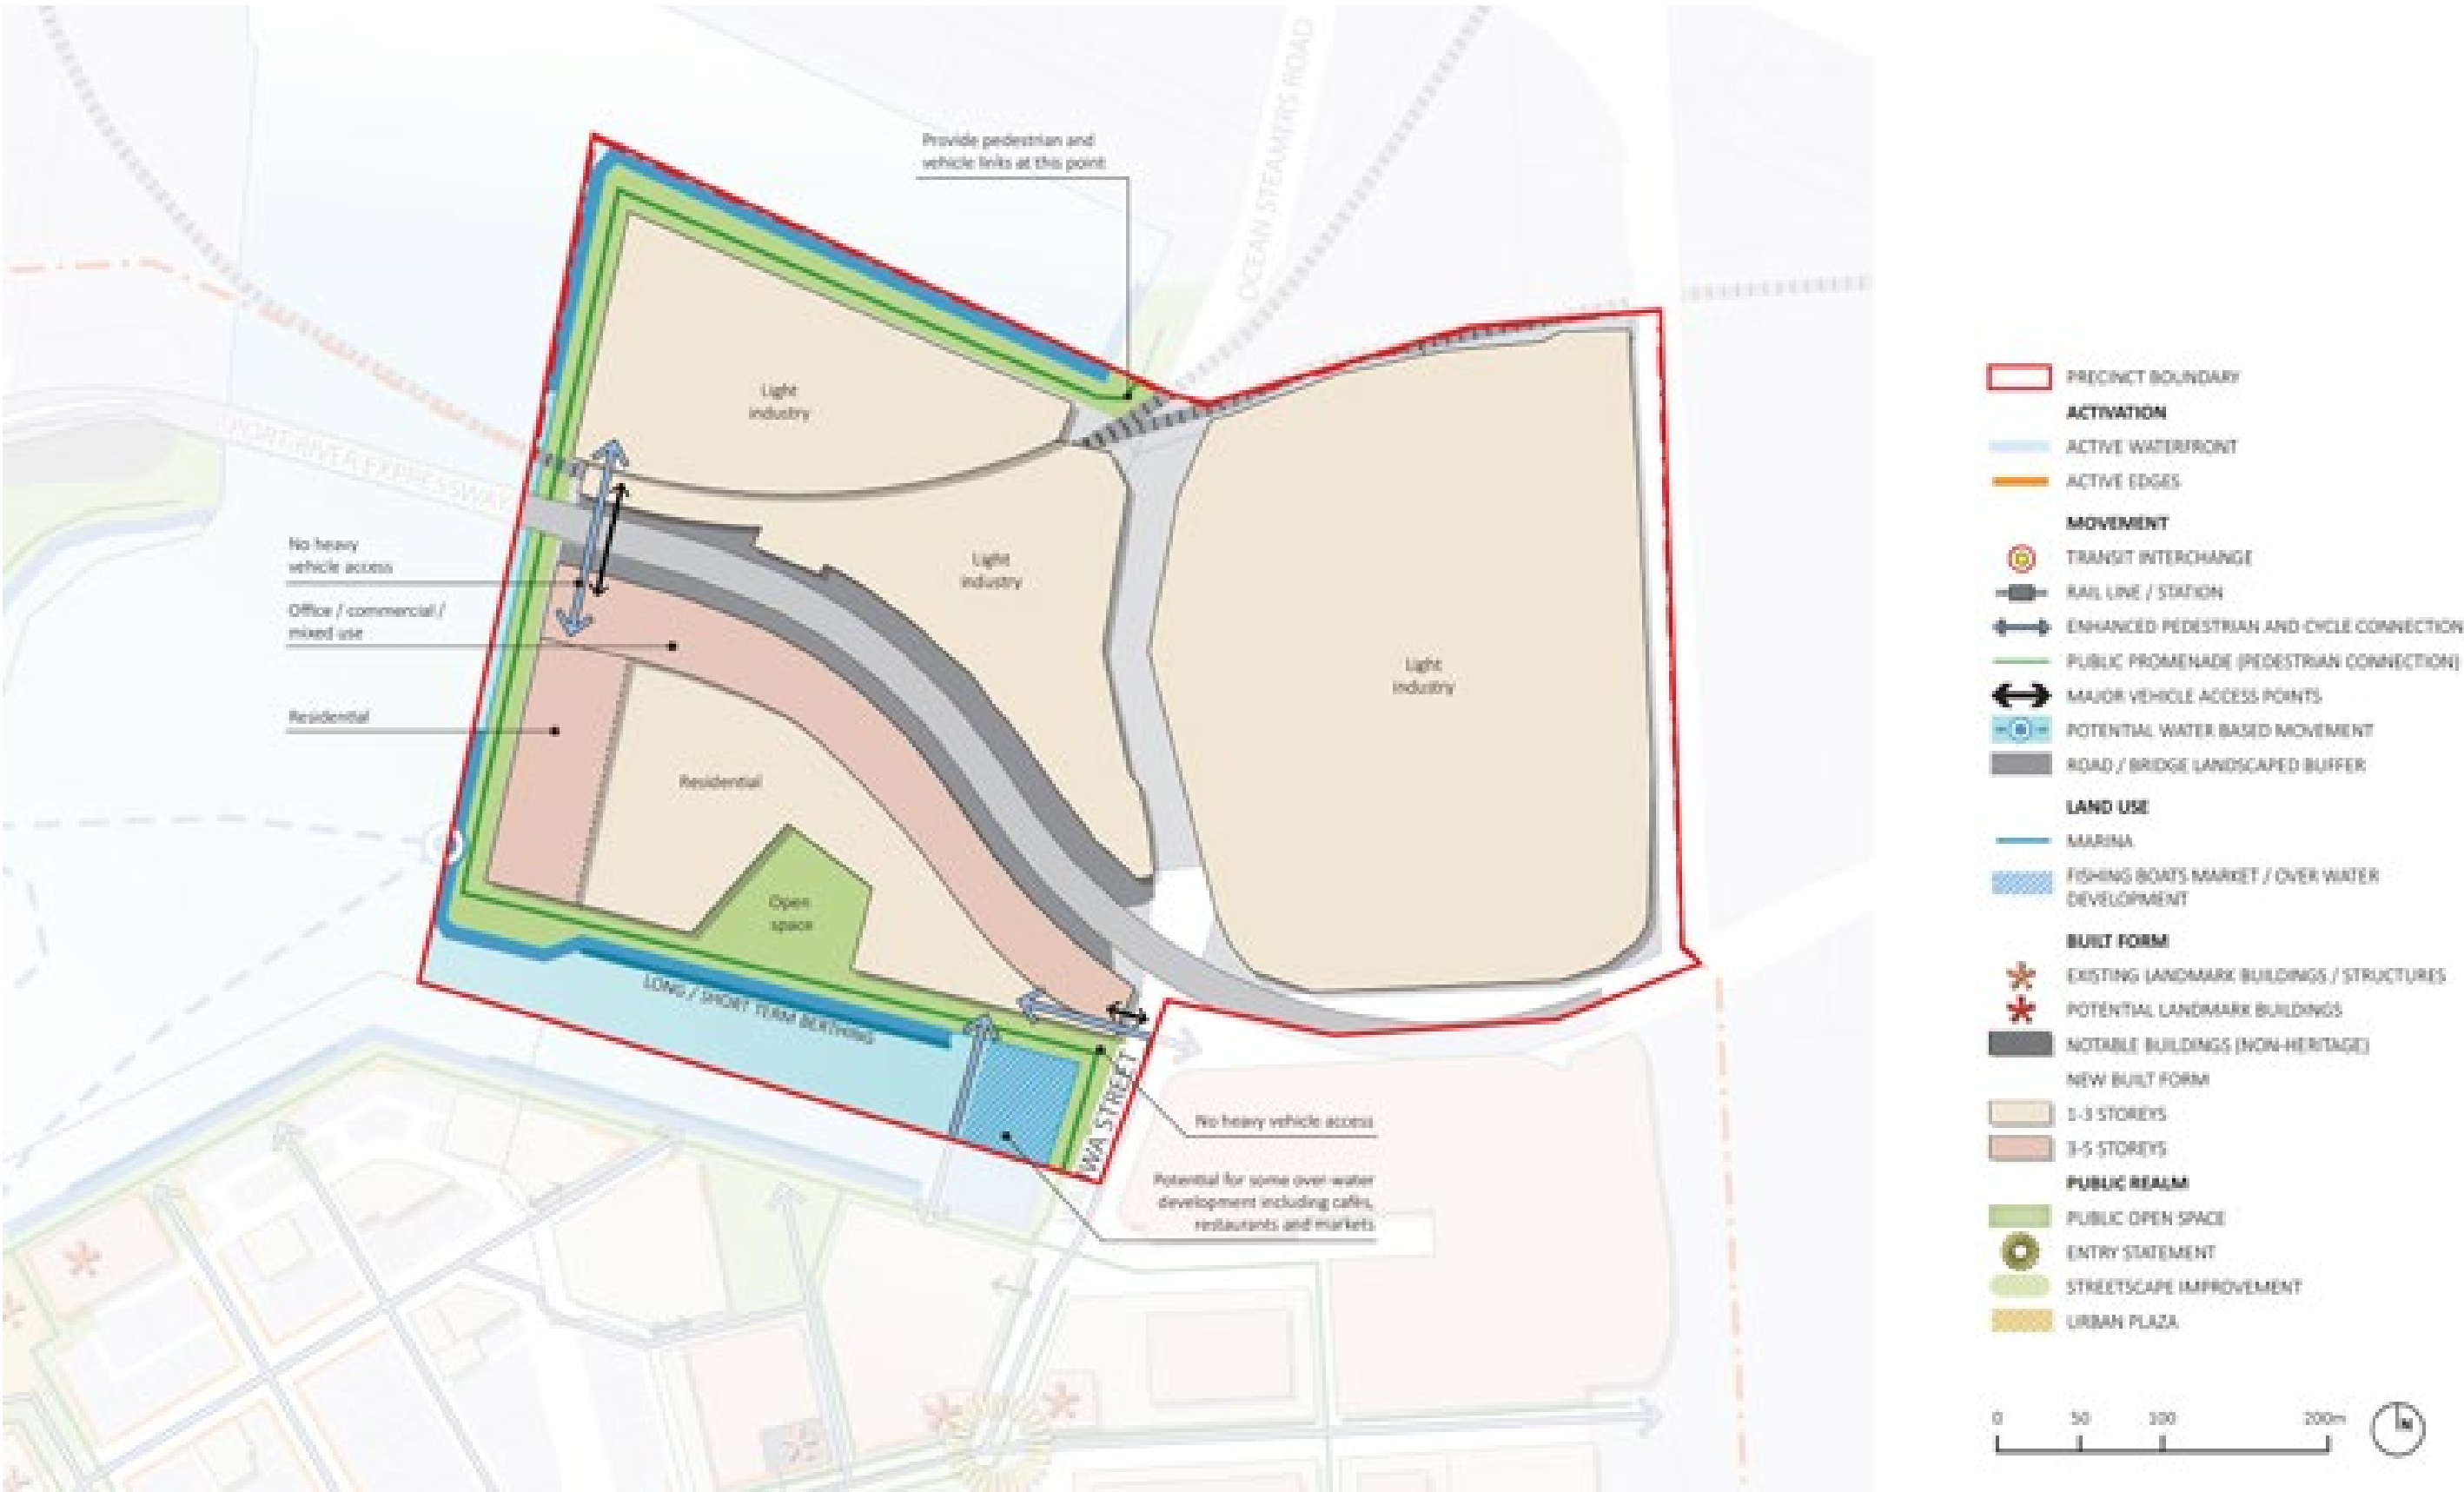 OCEAN STEAMERS ROAD
Provide pedestrian and
vehicle links at this point
Light
industry
PORT RIVER EXPRESSWAY
No heavy
vehicle access
Light
industry
Office / commercial /
mixed use
Light
industry
Residential
Residential
Open
space
LONG / SHORT TERM BERTHING
WA STREET
No heavy vehicle access
Potential for some over-water
development including cafés,
restaurants and markets
PRECINCT BOUNDARY
ACTIVATION
ACTIVE WATERFRONT
ACTIVE EDGES
MOVEMENT
TRANSIT INTERCHANGE
RAIL LINE / STATION
ENHANCED PEDESTRIAN AND CYCLE CONNECTION
PUBLIC PROMENADE (PEDESTRIAN CONNECTION)
MAJOR VEHICLE ACCESS POINTS
POTENTIAL WATER BASED MOVEMENT
ROAD / BRIDGE LANDSCAPED BUFFER
LAND USE
MARINA
FISHING BOATS MARKET / OVER WATER
DEVELOPMENT
BUILT FORM
EXISTING LANDMARK BUILDINGS / STRUCTURES
POTENTIAL LANDMARK BUILDINGS
NOTABLE BUILDINGS (NON-HERITAGE)
NEW BUILT FORM
1-3 STOREYS
3-5 STOREYS
PUBLIC REALM
PUBLIC OPEN SPACE
ENTRY STATEMENT
STREETSCAPE IMPROVEMENT
URBAN PLAZA
0 50 100 200m
N